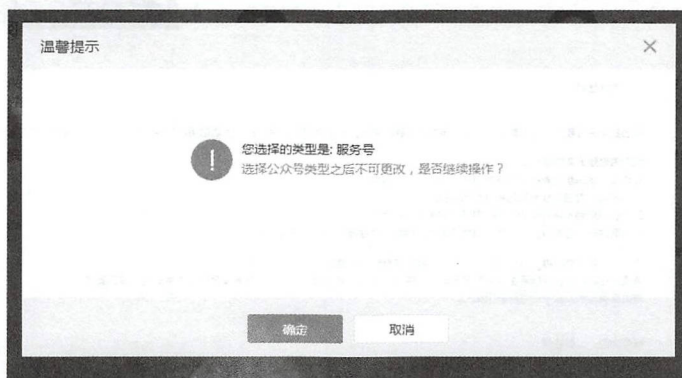 温馨提示
您选择的类型是: 服务号
选择公众号类型之后不可更改，是否继续操作？
确定
取消